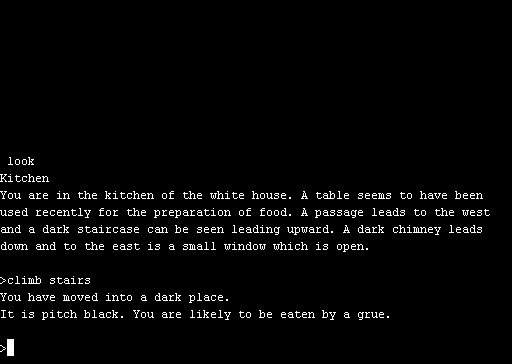 look
Kitchen
You are in the kitchen of the white house. A table seems to have been
used recently for the preparation of food. A passage leads to the west
and a dark staircase can be seen leading upward. A dark chimney leads
down and to the east is a small window which is open.
>climb stairs
You have moved into a dark place.
It is pitch black. You are likely to be eaten by a grue.
>